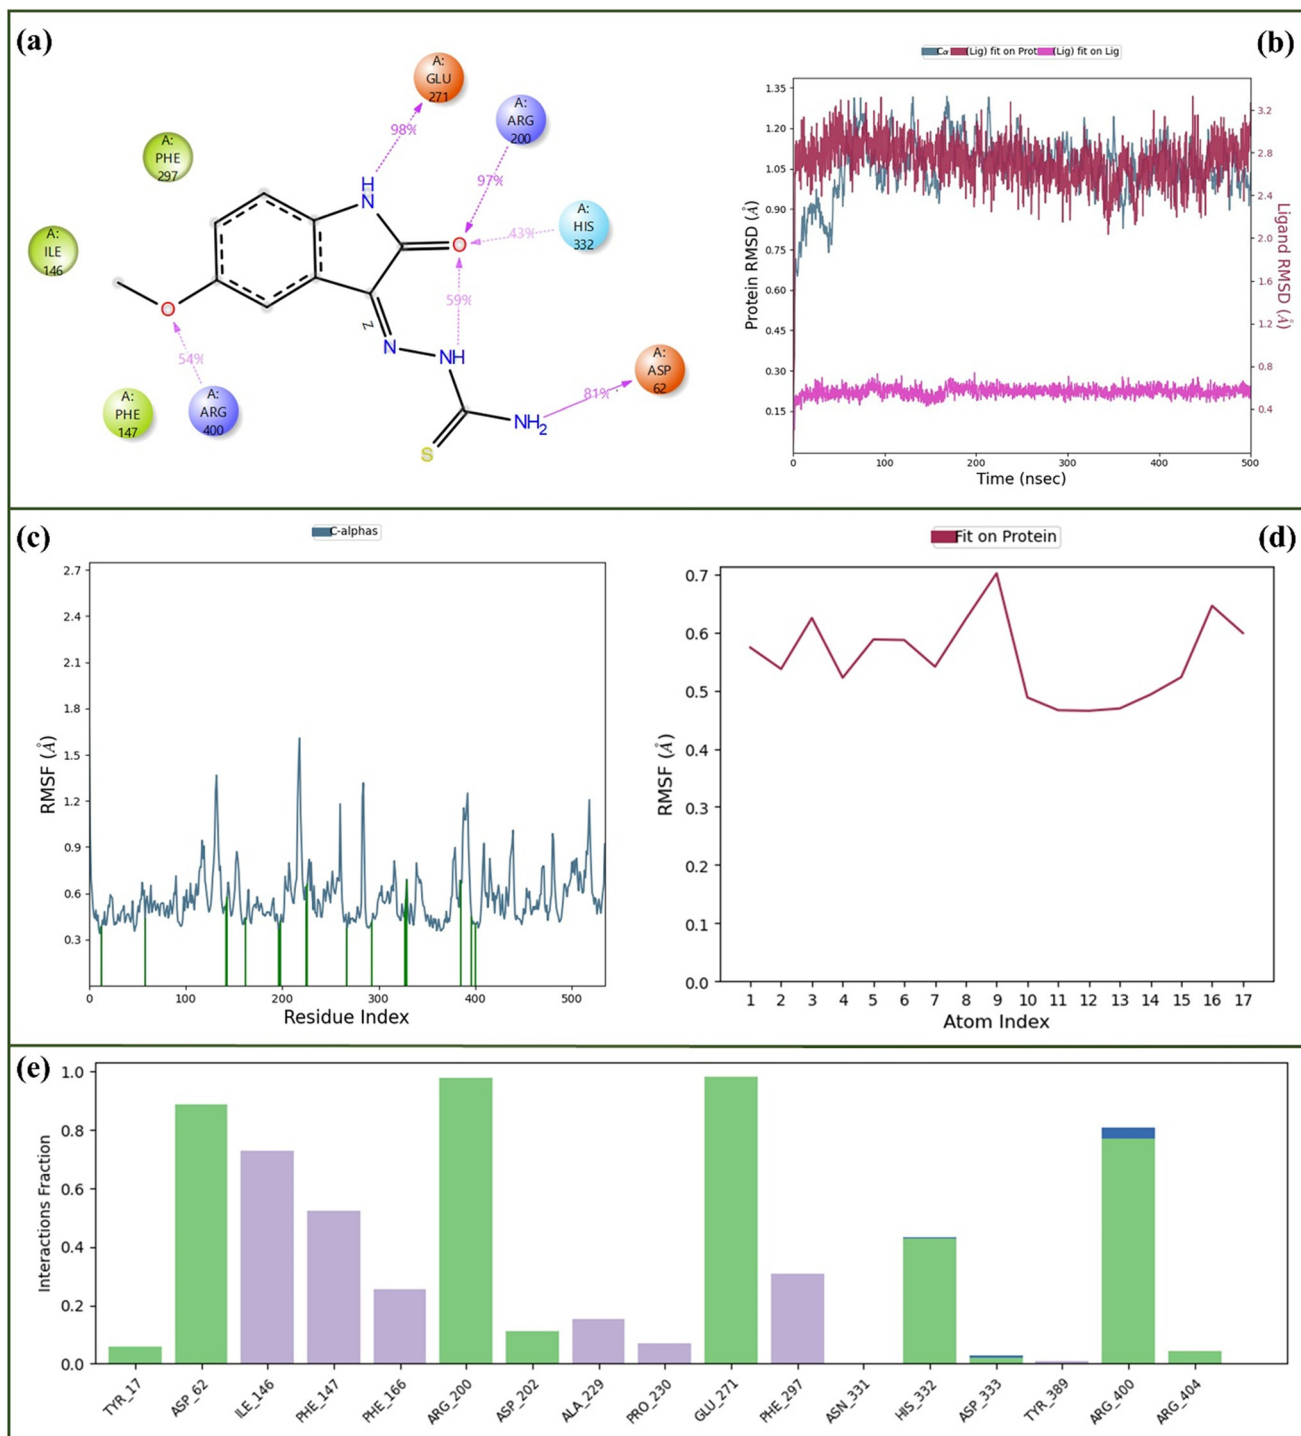 (a)
A:
GLU
271
A:
ARG
200
98%
A:
PHE
297
97%
H
N
A:
HIS
332
43%
O
A:
ILE
146
59%
O
Z
N
NH
54%
A:
ASP
62
81%
A:
PHE
147
A:
ARG
400
NH2
S
(b)
Cα
(Lig) fit on Prot
(Lig) fit on Lig
Protein RMSD (Å)
1.35
1.20
1.05
0.90
0.75
0.60
0.45
0.30
0.15
3.2
2.8
2.4
2.0
1.6
1.2
0.8
0.4
Ligand RMSD (Å)
0 100 200 300 400 500
Time (nsec)
(c)
C-alphas
RMSF (Å)
2.7
2.4
2.1
1.8
1.5
1.2
0.9
0.6
0.3
0 100 200 300 400 500
Residue Index
(d)
Fit on Protein
RMSF (Å)
0.7
0.6
0.5
0.4
0.3
0.2
0.1
0.0
1 2 3 4 5 6 7 8 9 10 11 12 13 14 15 16 17
Atom Index
(e)
Interactions Fraction
1.0
0.8
0.6
0.4
0.2
0.0
TYR_17 ASP_62 ILE_146 PHE_147 PHE_166 ARG_200 ASP_202 ALA_229 PRO_230 GLU_271 PHE_297 ASN_331 HIS_332 ASP_333 TYR_389 ARG_400 ARG_404